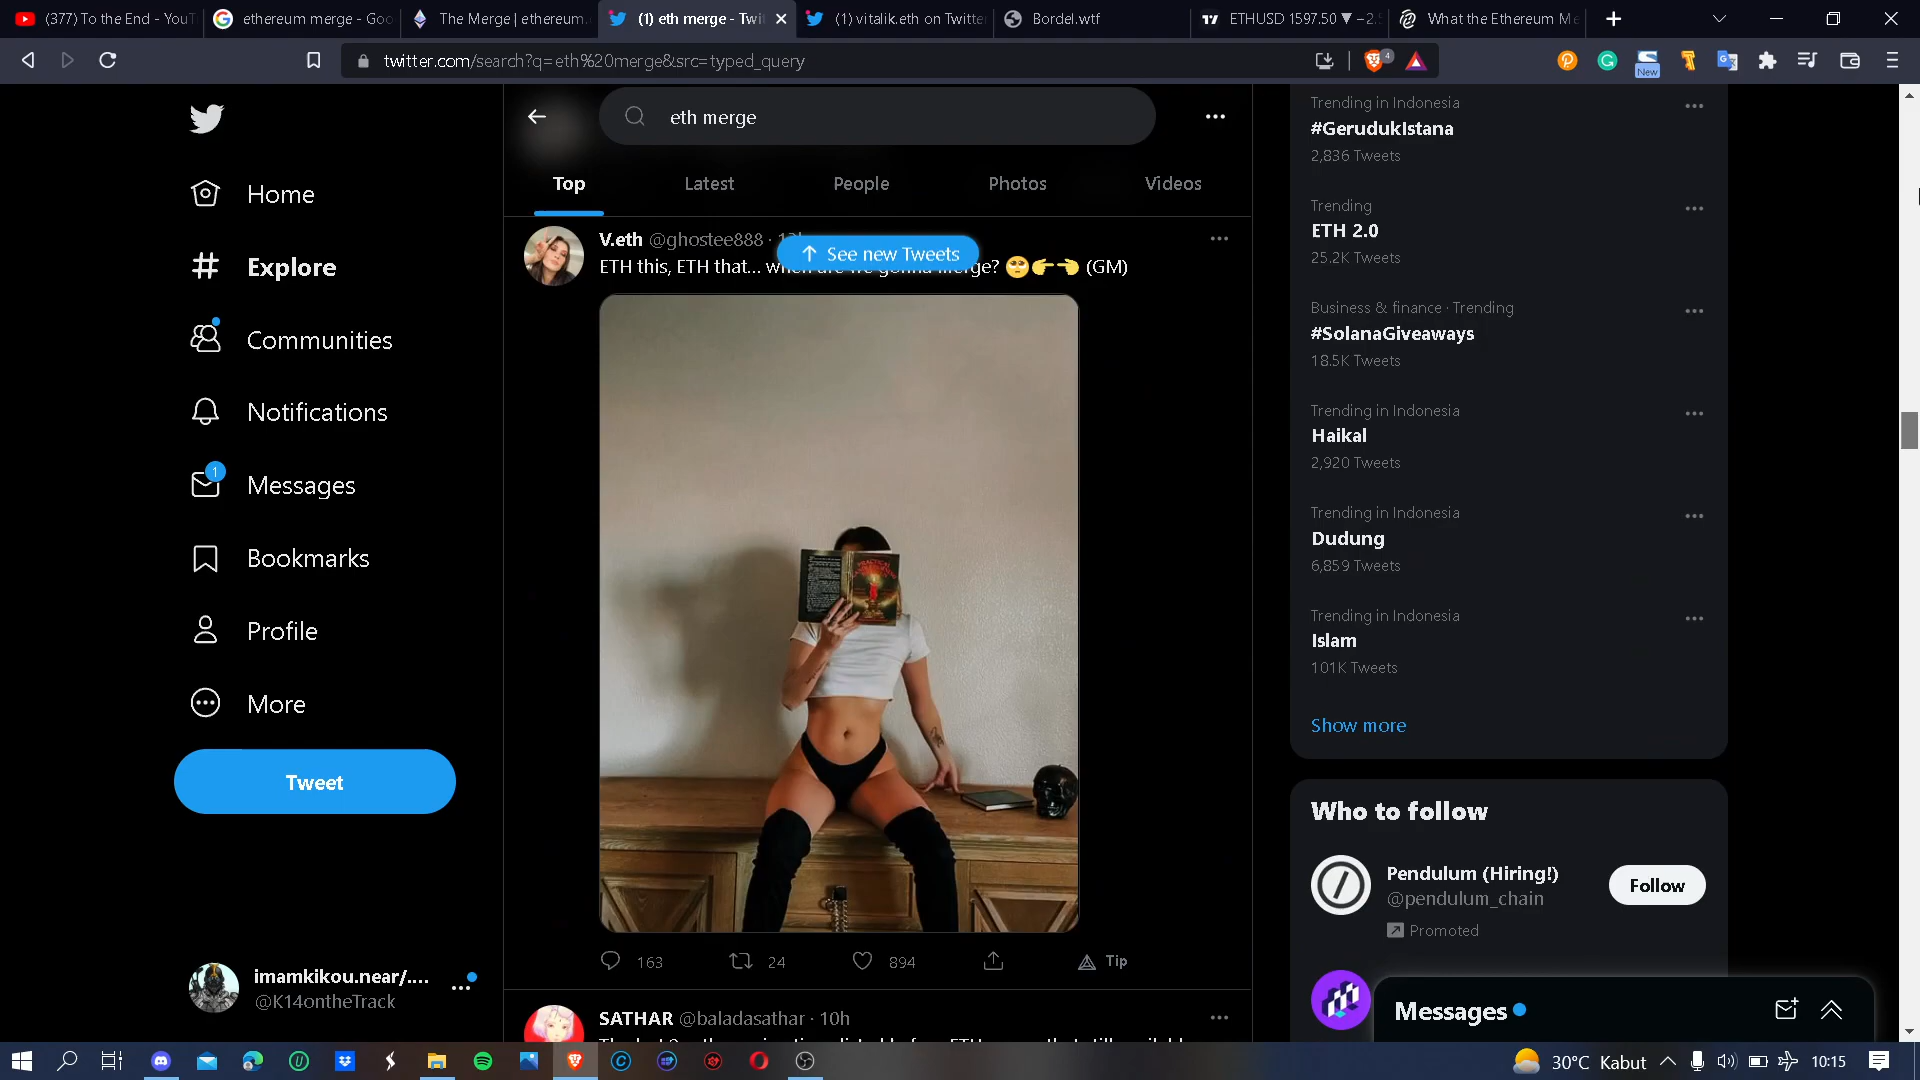 (377) To the End - YouT
ethereum merge - Goo
The Merge | ethereum.
(1) eth merge - Twi
(1) vitalik.eth on Twitte
Bordel.wtf
ETHUSD 1597.50 ▼ −2.
What the Ethereum M
twitter.com/search?q=eth%20merge&src=typed_query
4
New
Home
Explore
Communities
Notifications
1
Messages
Bookmarks
Profile
More
Tweet
imamkikou.near/....
@K14ontheTrack
eth merge
Top
Latest
People
Photos
Videos
V.eth @ghostee888 ·
See new Tweets
ETH this, ETH that... merge? 🥺👉👈 (GM)
163
24
894
Tip
SATHAR @baladasathar · 10h
Trending in Indonesia
#GerudukIstana
2,836 Tweets
Trending
ETH 2.0
25.2K Tweets
Business & finance · Trending
#SolanaGiveaways
18.5K Tweets
Trending in Indonesia
Haikal
2,920 Tweets
Trending in Indonesia
Dudung
6,859 Tweets
Trending in Indonesia
Islam
101K Tweets
Show more
Who to follow
Pendulum (Hiring!)
@pendulum_chain
Follow
Promoted
Messages
30°C Kabut
10:15